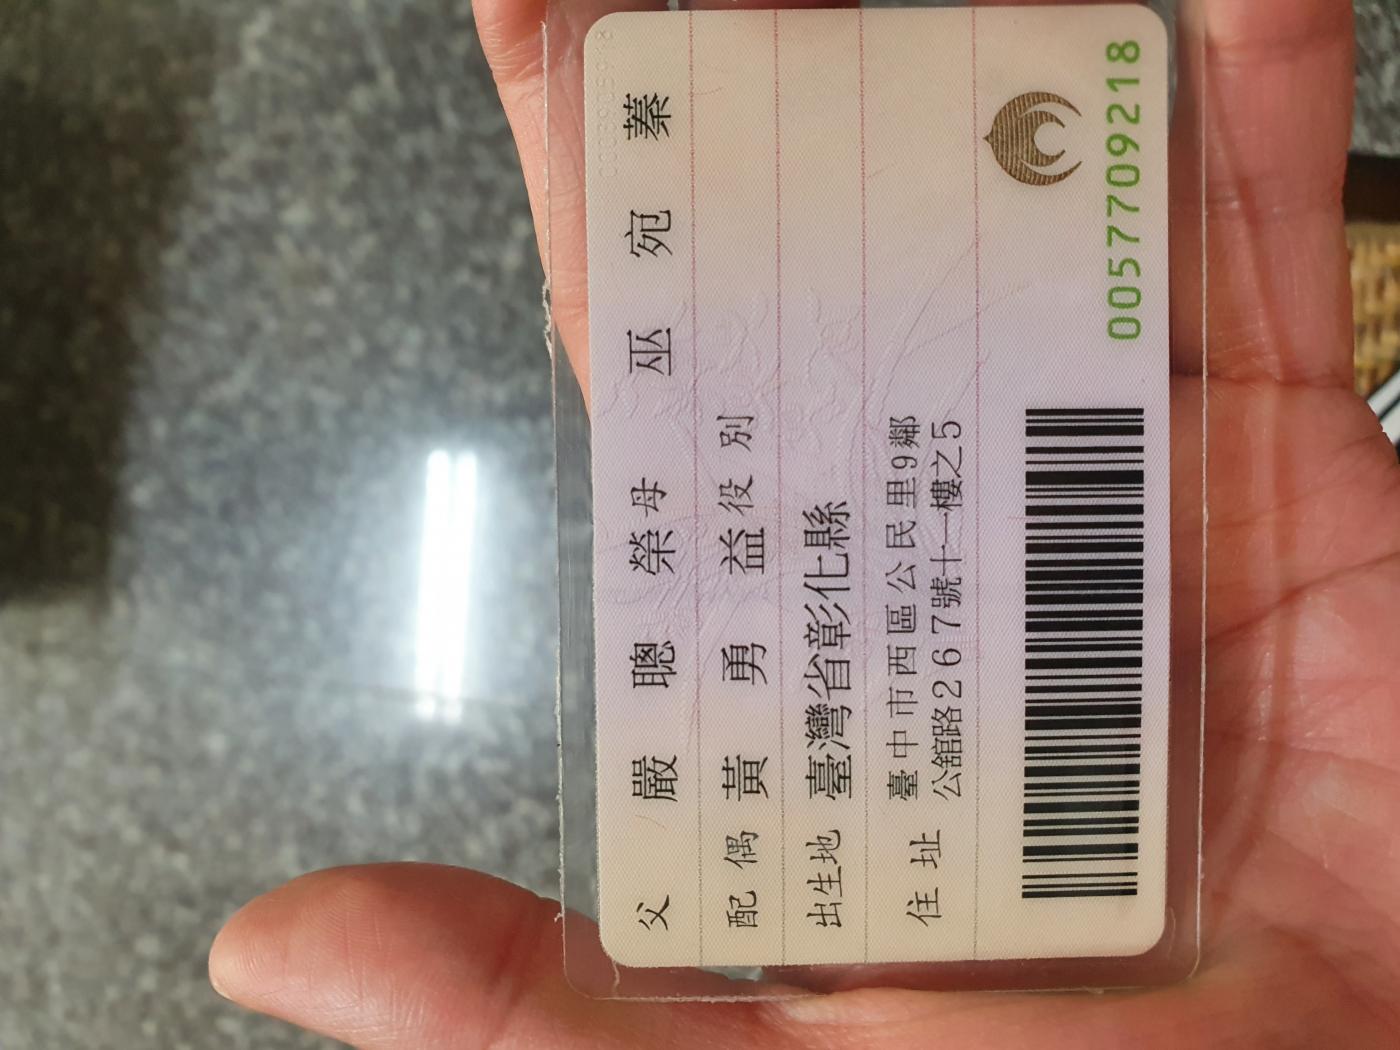 父 嚴聰榮 母 巫宛蓁
配偶 黃勇益 役別
出生地 臺灣省彰化縣
住址 臺中市西區公民里9鄰
公舘路267號十一樓之5
0057709218